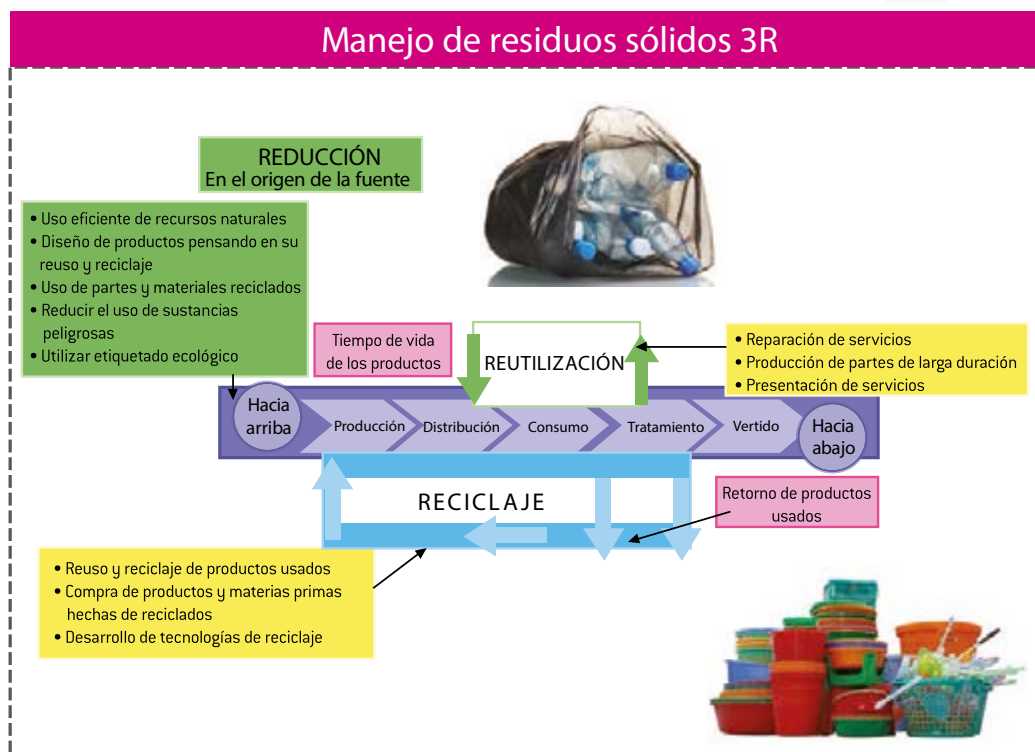 Manejo de residuos sólidos 3R
REDUCCIÓN
En el origen de la fuente
• Uso eficiente de recursos naturales
• Diseño de productos pensando en su
reuso y reciclaje
• Uso de partes y materiales reciclados
• Reducir el uso de sustancias
peligrosas
• Utilizar etiquetado ecológico
Tiempo de vida
de los productos
REUTILIZACIÓN
• Reparación de servicios
• Producción de partes de larga duración
• Presentación de servicios
Hacia
arriba
Producción
Distribución
Consumo
Tratamiento
Vertido
Hacia
abajo
RECICLAJE
Retorno de productos
usados
• Reuso y reciclaje de productos usados
• Compra de productos y materias primas
hechas de reciclados
• Desarrollo de tecnologías de reciclaje